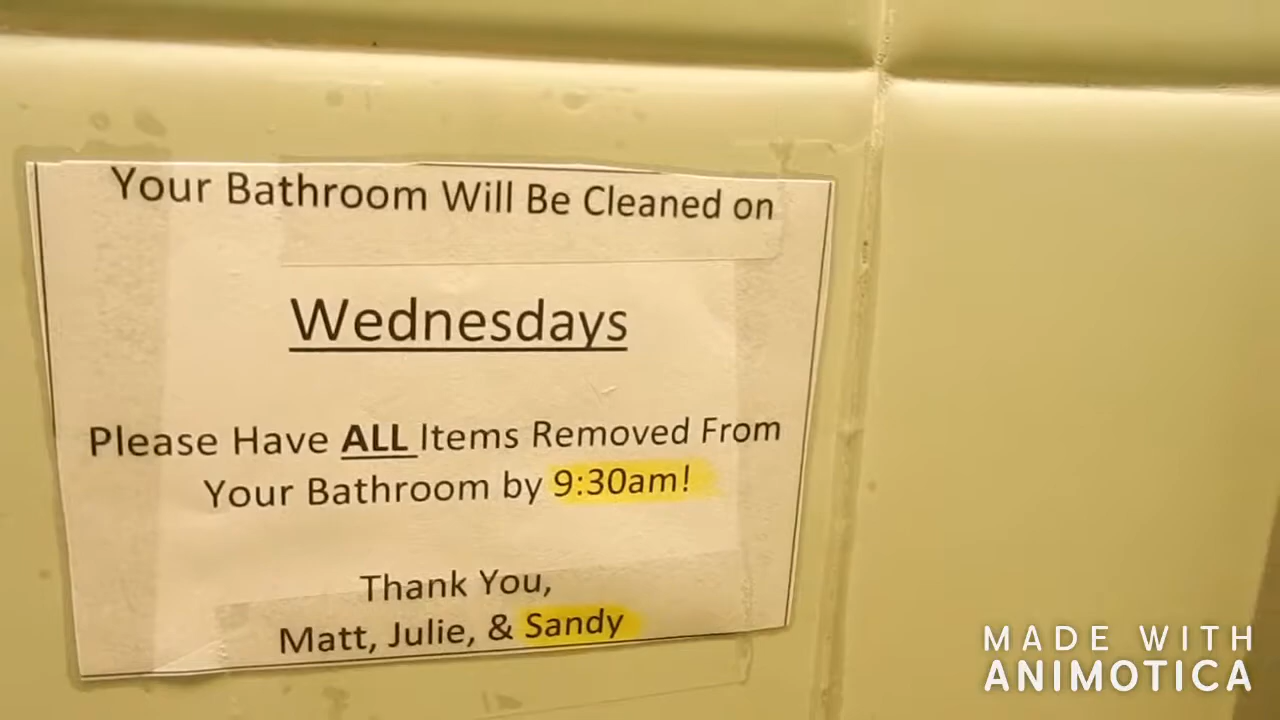 Your Bathroom Will Be Cleaned on
Wednesdays
Please Have ALL Items Removed From
Your Bathroom by 9:30am!
Thank You,
Matt, Julie, & Sandy
MADE WITH
ANIMOTICA